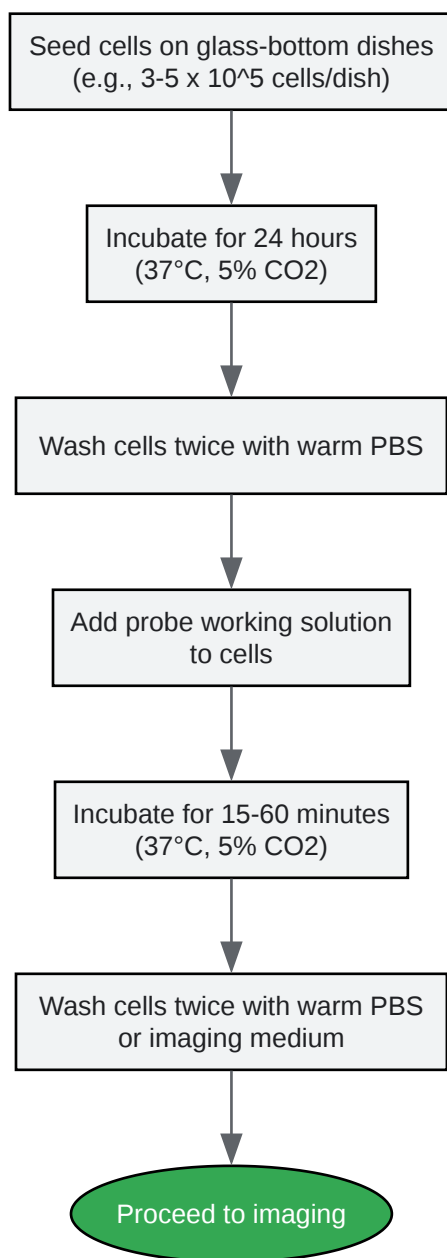 Seed cells on glass-bottom dishes
(e.g., 3-5 x 10^5 cells/dish)
Incubate for 24 hours
(37°C, 5% CO2)
Wash cells twice with warm PBS
Add probe working solution
to cells
Incubate for 15-60 minutes
(37°C, 5% CO2)
Wash cells twice with warm PBS
or imaging medium
Proceed to imaging